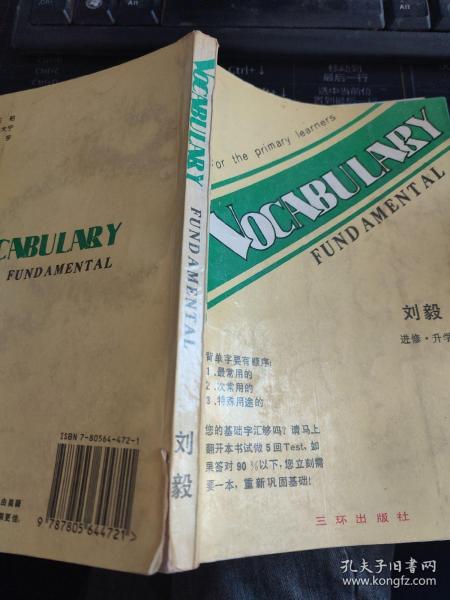 For the primary learners
VOCABULARY
FUNDAMENTAL
刘毅
进修·升学
背单字要有顺序:
1.最常用的
2.次常用的
3.特殊用途的
您的基础字汇够吗?请马上
翻开本书试做5回Test,如
果答对90%以下,您立刻需
要一本,重新巩固基础!
三环出版社
VOCABULARY
FUNDAMENTAL
刘毅
CABULARY
FUNDAMENTAL
ISBN 7-80564-472-1
9 787805 644721 >
Ctrl+↓
移动到
最后一行
选中当前位
孔夫子旧书网
www.kongfz.com